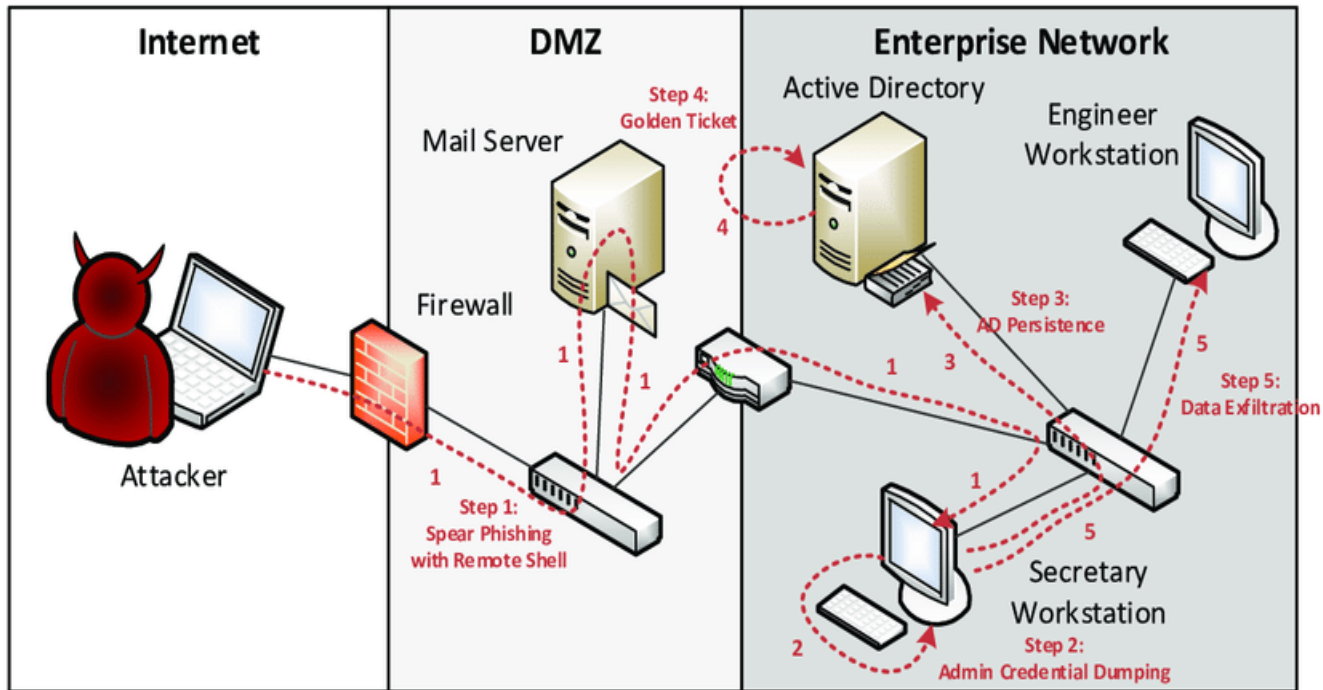 Internet
DMZ
Enterprise Network
Step 4:
Golden Ticket
Active Directory
Engineer
Workstation
Mail Server
4
Firewall
Step 3:
AD Persistence
1
1
1
3
5
Step 5:
Data Exfiltration
Attacker
1
Step 1:
Spear Phishing
with Remote Shell
1
5
Secretary
Workstation
2
Step 2:
Admin Credential Dumping